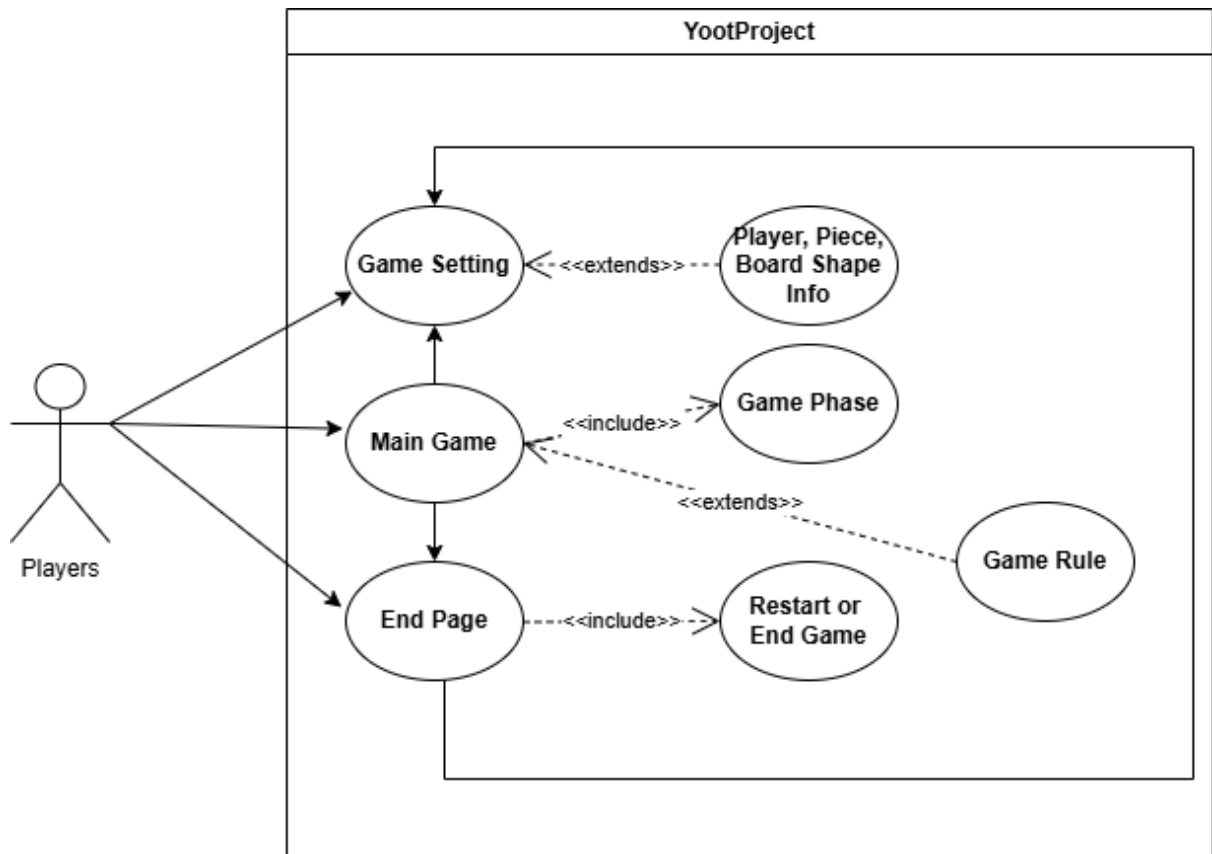 YootProject
Game Setting
<<extends>>
Player, Piece,
Board Shape
Info
Main Game
<<include>>
Game Phase
<<extends>>
Game Rule
Players
End Page
<<include>>
Restart or
End Game